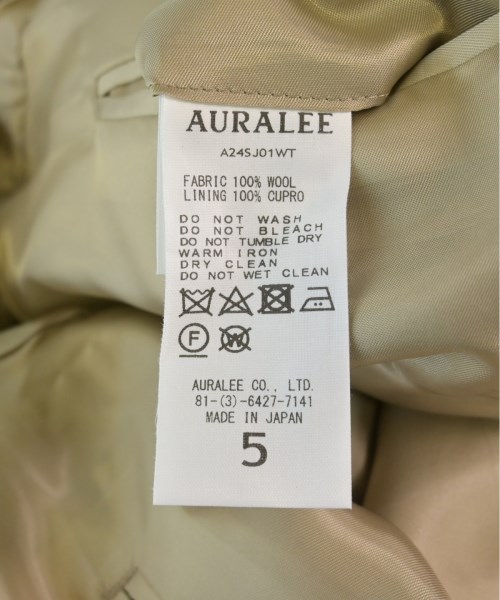 AURALEE
A24SJ01WT
FABRIC 100% WOOL
LINING 100% CUPRO
DO NOT WASH
DO NOT BLEACH
DO NOT TUMBLE DRY
WARM IRON
DRY CLEAN
DO NOT WET CLEAN
F W
AURALEE CO., LTD.
81-(3)-6427-7141
MADE IN JAPAN
5